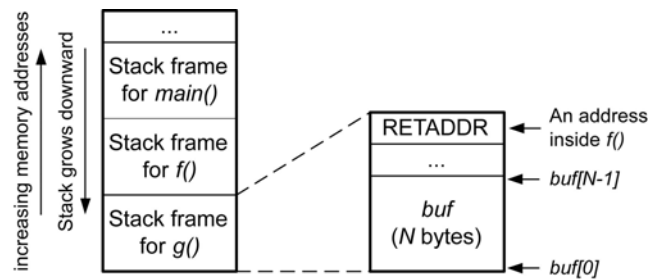 increasing memory addresses
Stack grows downward
...
Stack frame
for main()
Stack frame
for f()
Stack frame
for g()
RETADDR
...
buf
(N bytes)
An address
inside f()
buf[N-1]
buf[0]